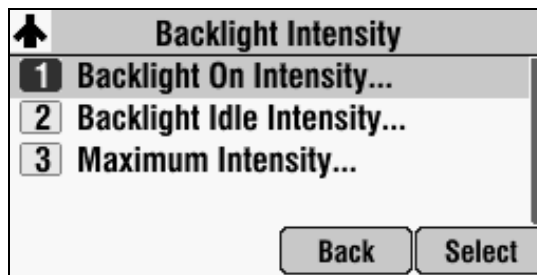 Backlight Intensity
1 Backlight On Intensity...
2 Backlight Idle Intensity...
3 Maximum Intensity...
Back Select